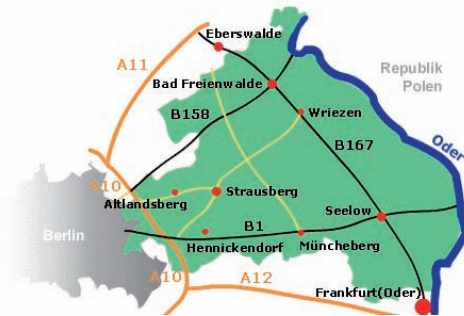 Eberswalde
A11
Republik
Polen
Bad Freienwalde
B158
Wriezen
B167
Oder
A10
Altlandsberg
Strausberg
Seelow
Berlin
B1
Hennickendorf
Müncheberg
A10
A12
Frankfurt(Oder)